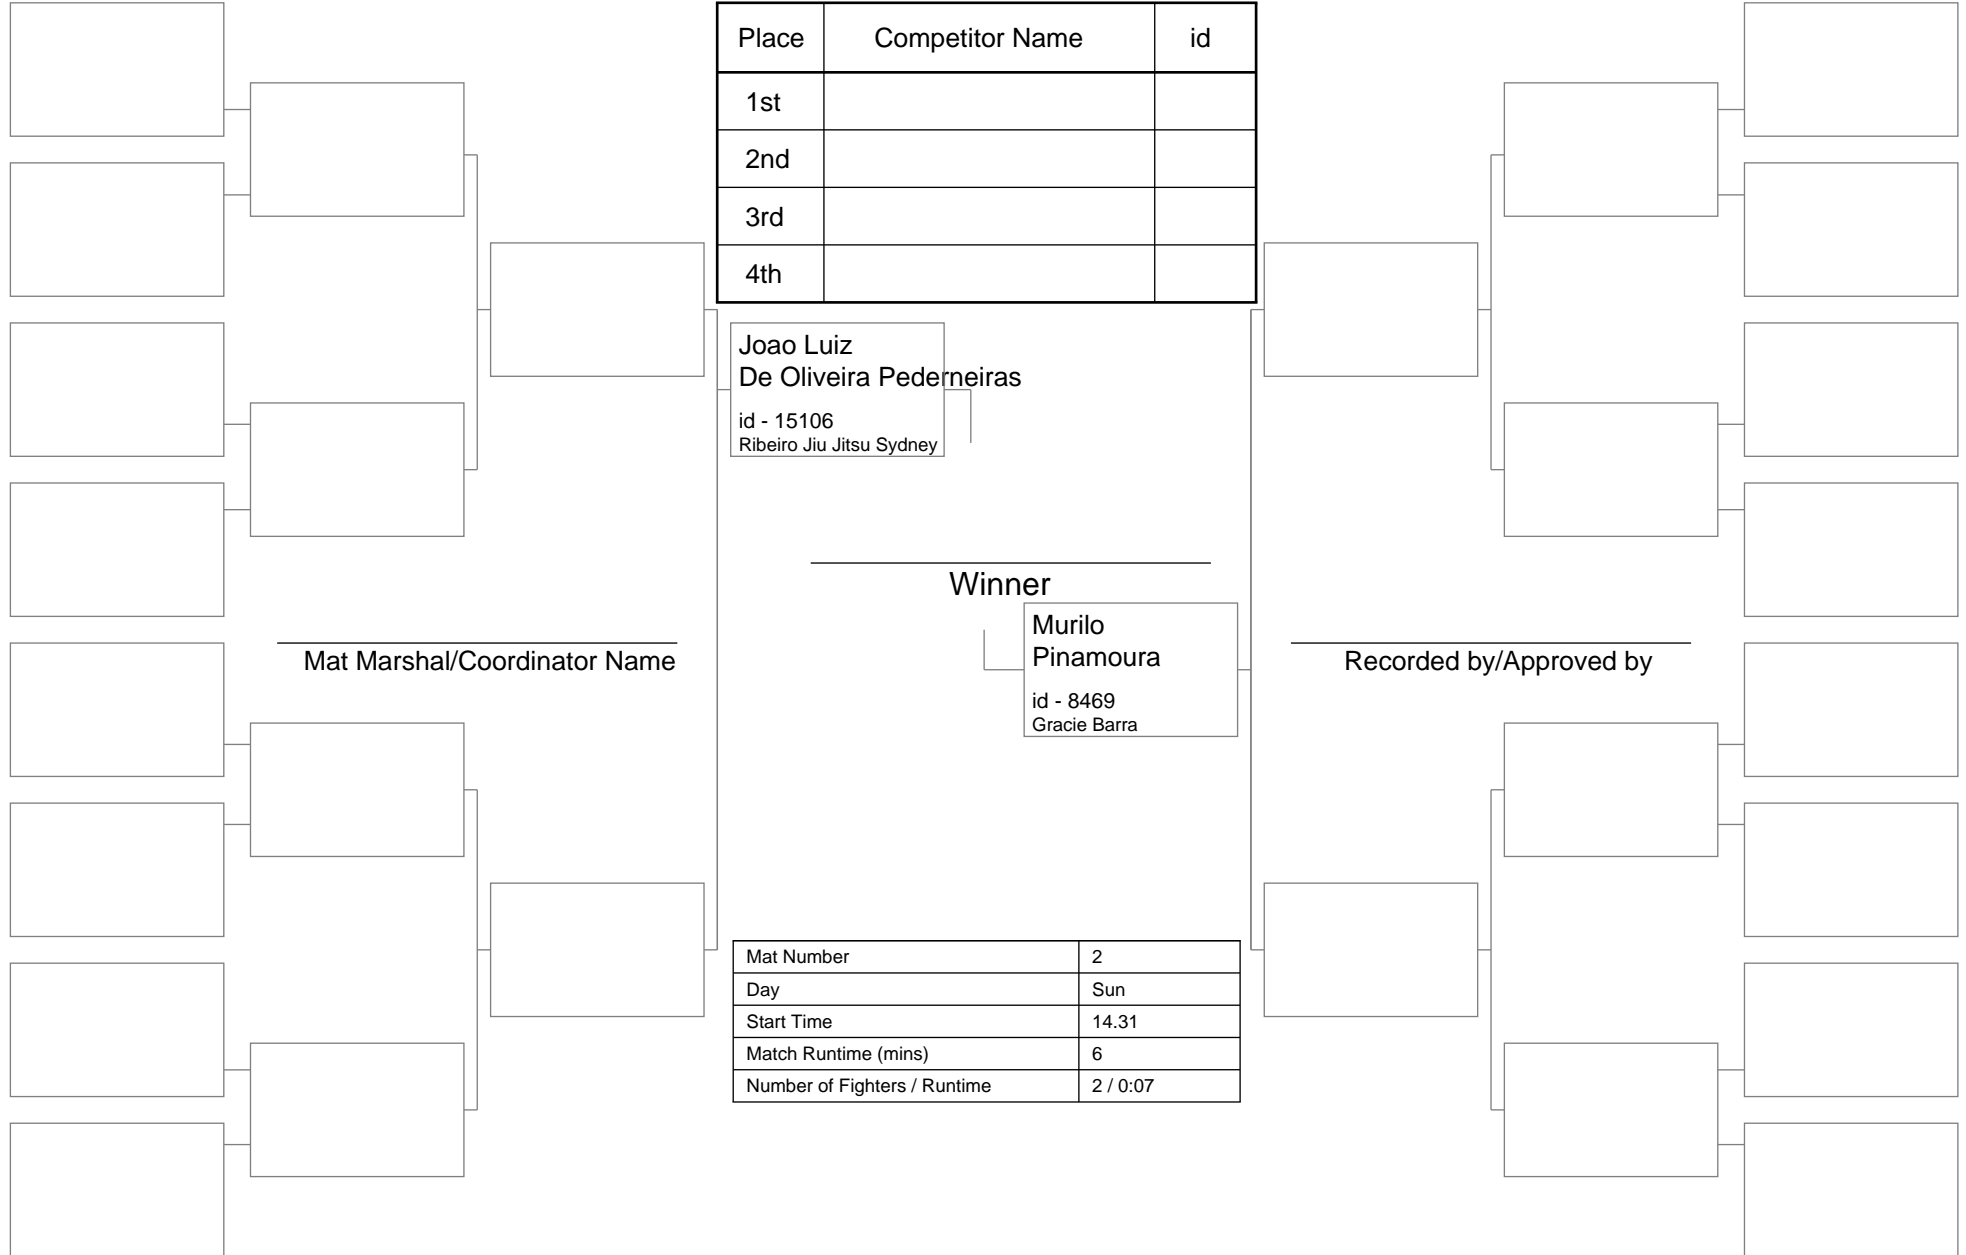 Place Competitor Name id
1st
2nd
3rd
4th
Joao Luiz
De Oliveira Pederneiras
id - 15106
Ribeiro Jiu Jitsu Sydney
Winner
Murilo
Pinamoura
id - 8469
Gracie Barra
Mat Marshal/Coordinator Name
Recorded by/Approved by
Mat Number 2
Day Sun
Start Time 14.31
Match Runtime (mins) 6
Number of Fighters / Runtime 2 / 0:07